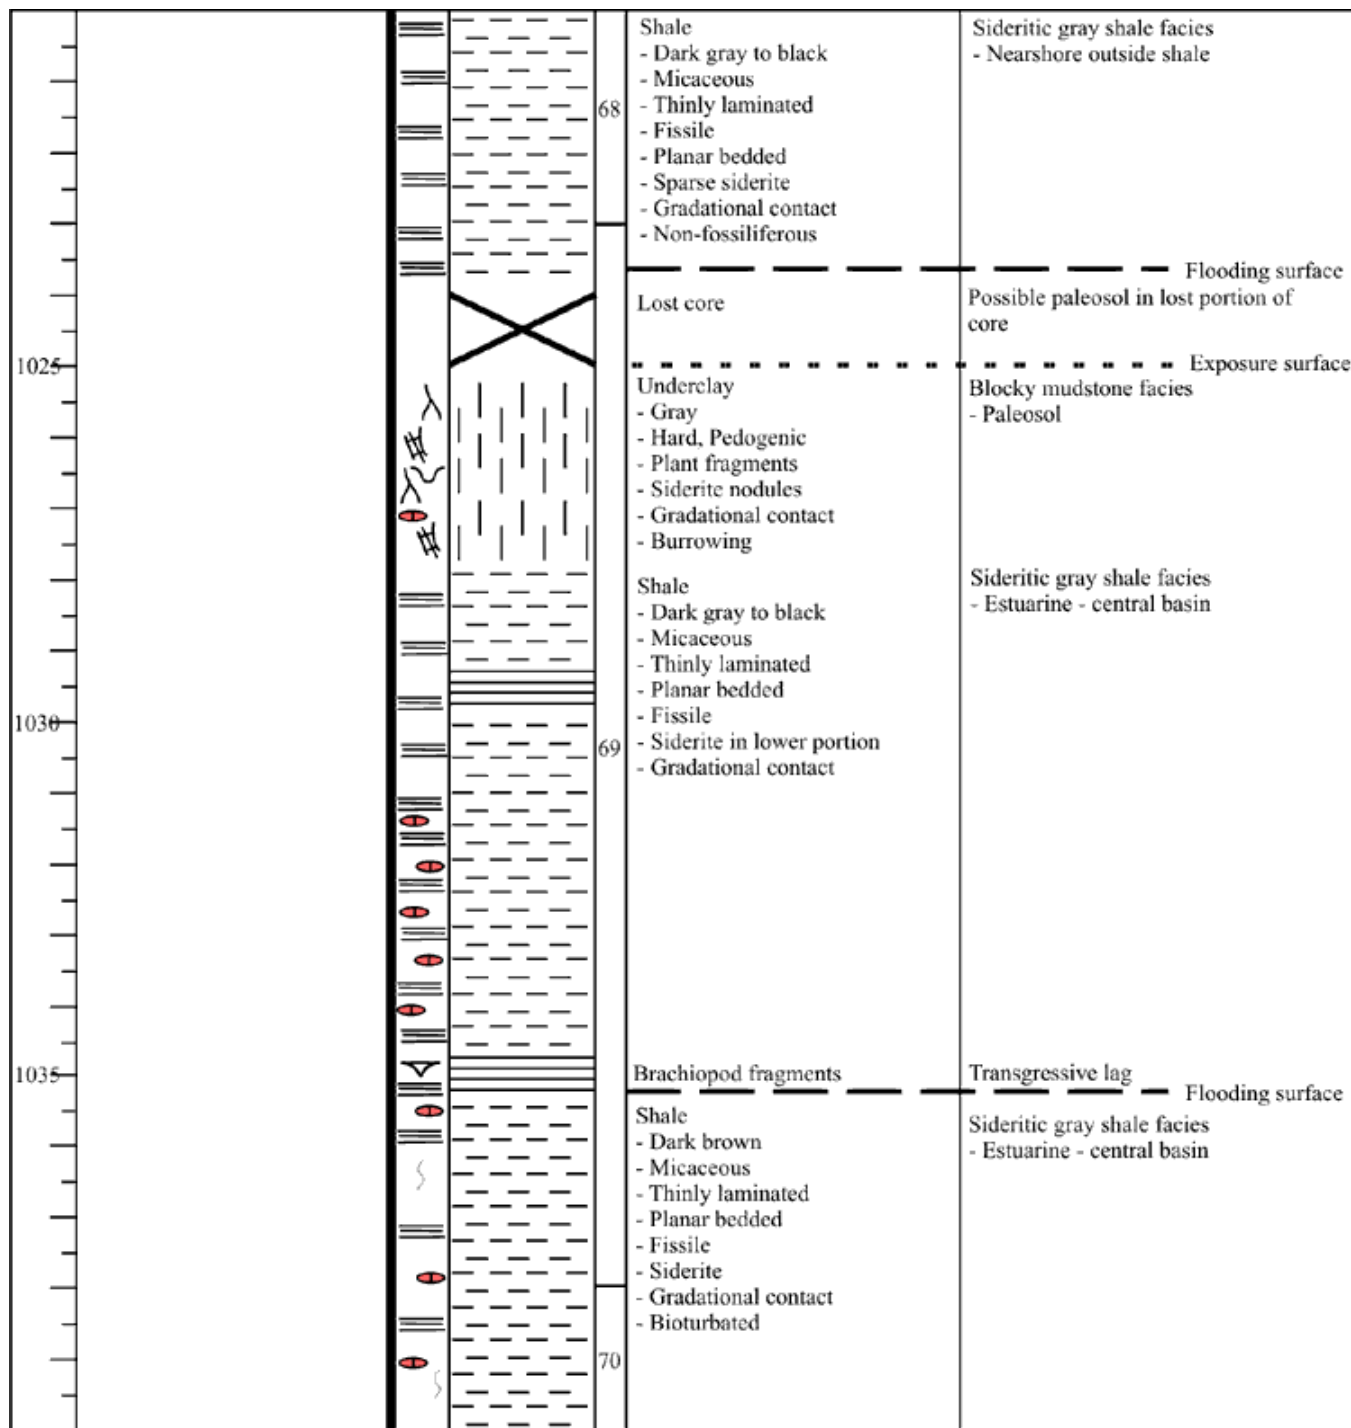 Shale
- Dark gray to black
- Micaceous
- Thinly laminated
- Fissile
- Planar bedded
- Sparse siderite
- Gradational contact
- Non-fossiliferous
Sideritic gray shale facies
- Nearshore outside shale
68
Flooding surface
Lost core
Possible paleosol in lost portion of
core
1025
Exposure surface
Underclay
- Gray
- Hard, Pedogenic
- Plant fragments
- Siderite nodules
- Gradational contact
- Burrowing
Blocky mudstone facies
- Paleosol
Shale
- Dark gray to black
- Micaceous
- Thinly laminated
- Planar bedded
- Fissile
- Siderite in lower portion
- Gradational contact
Sideritic gray shale facies
- Estuarine - central basin
1030
69
1035
Brachiopod fragments
Transgressive lag
Flooding surface
Shale
- Dark brown
- Micaceous
- Thinly laminated
- Planar bedded
- Fissile
- Siderite
- Gradational contact
- Bioturbated
Sideritic gray shale facies
- Estuarine - central basin
70